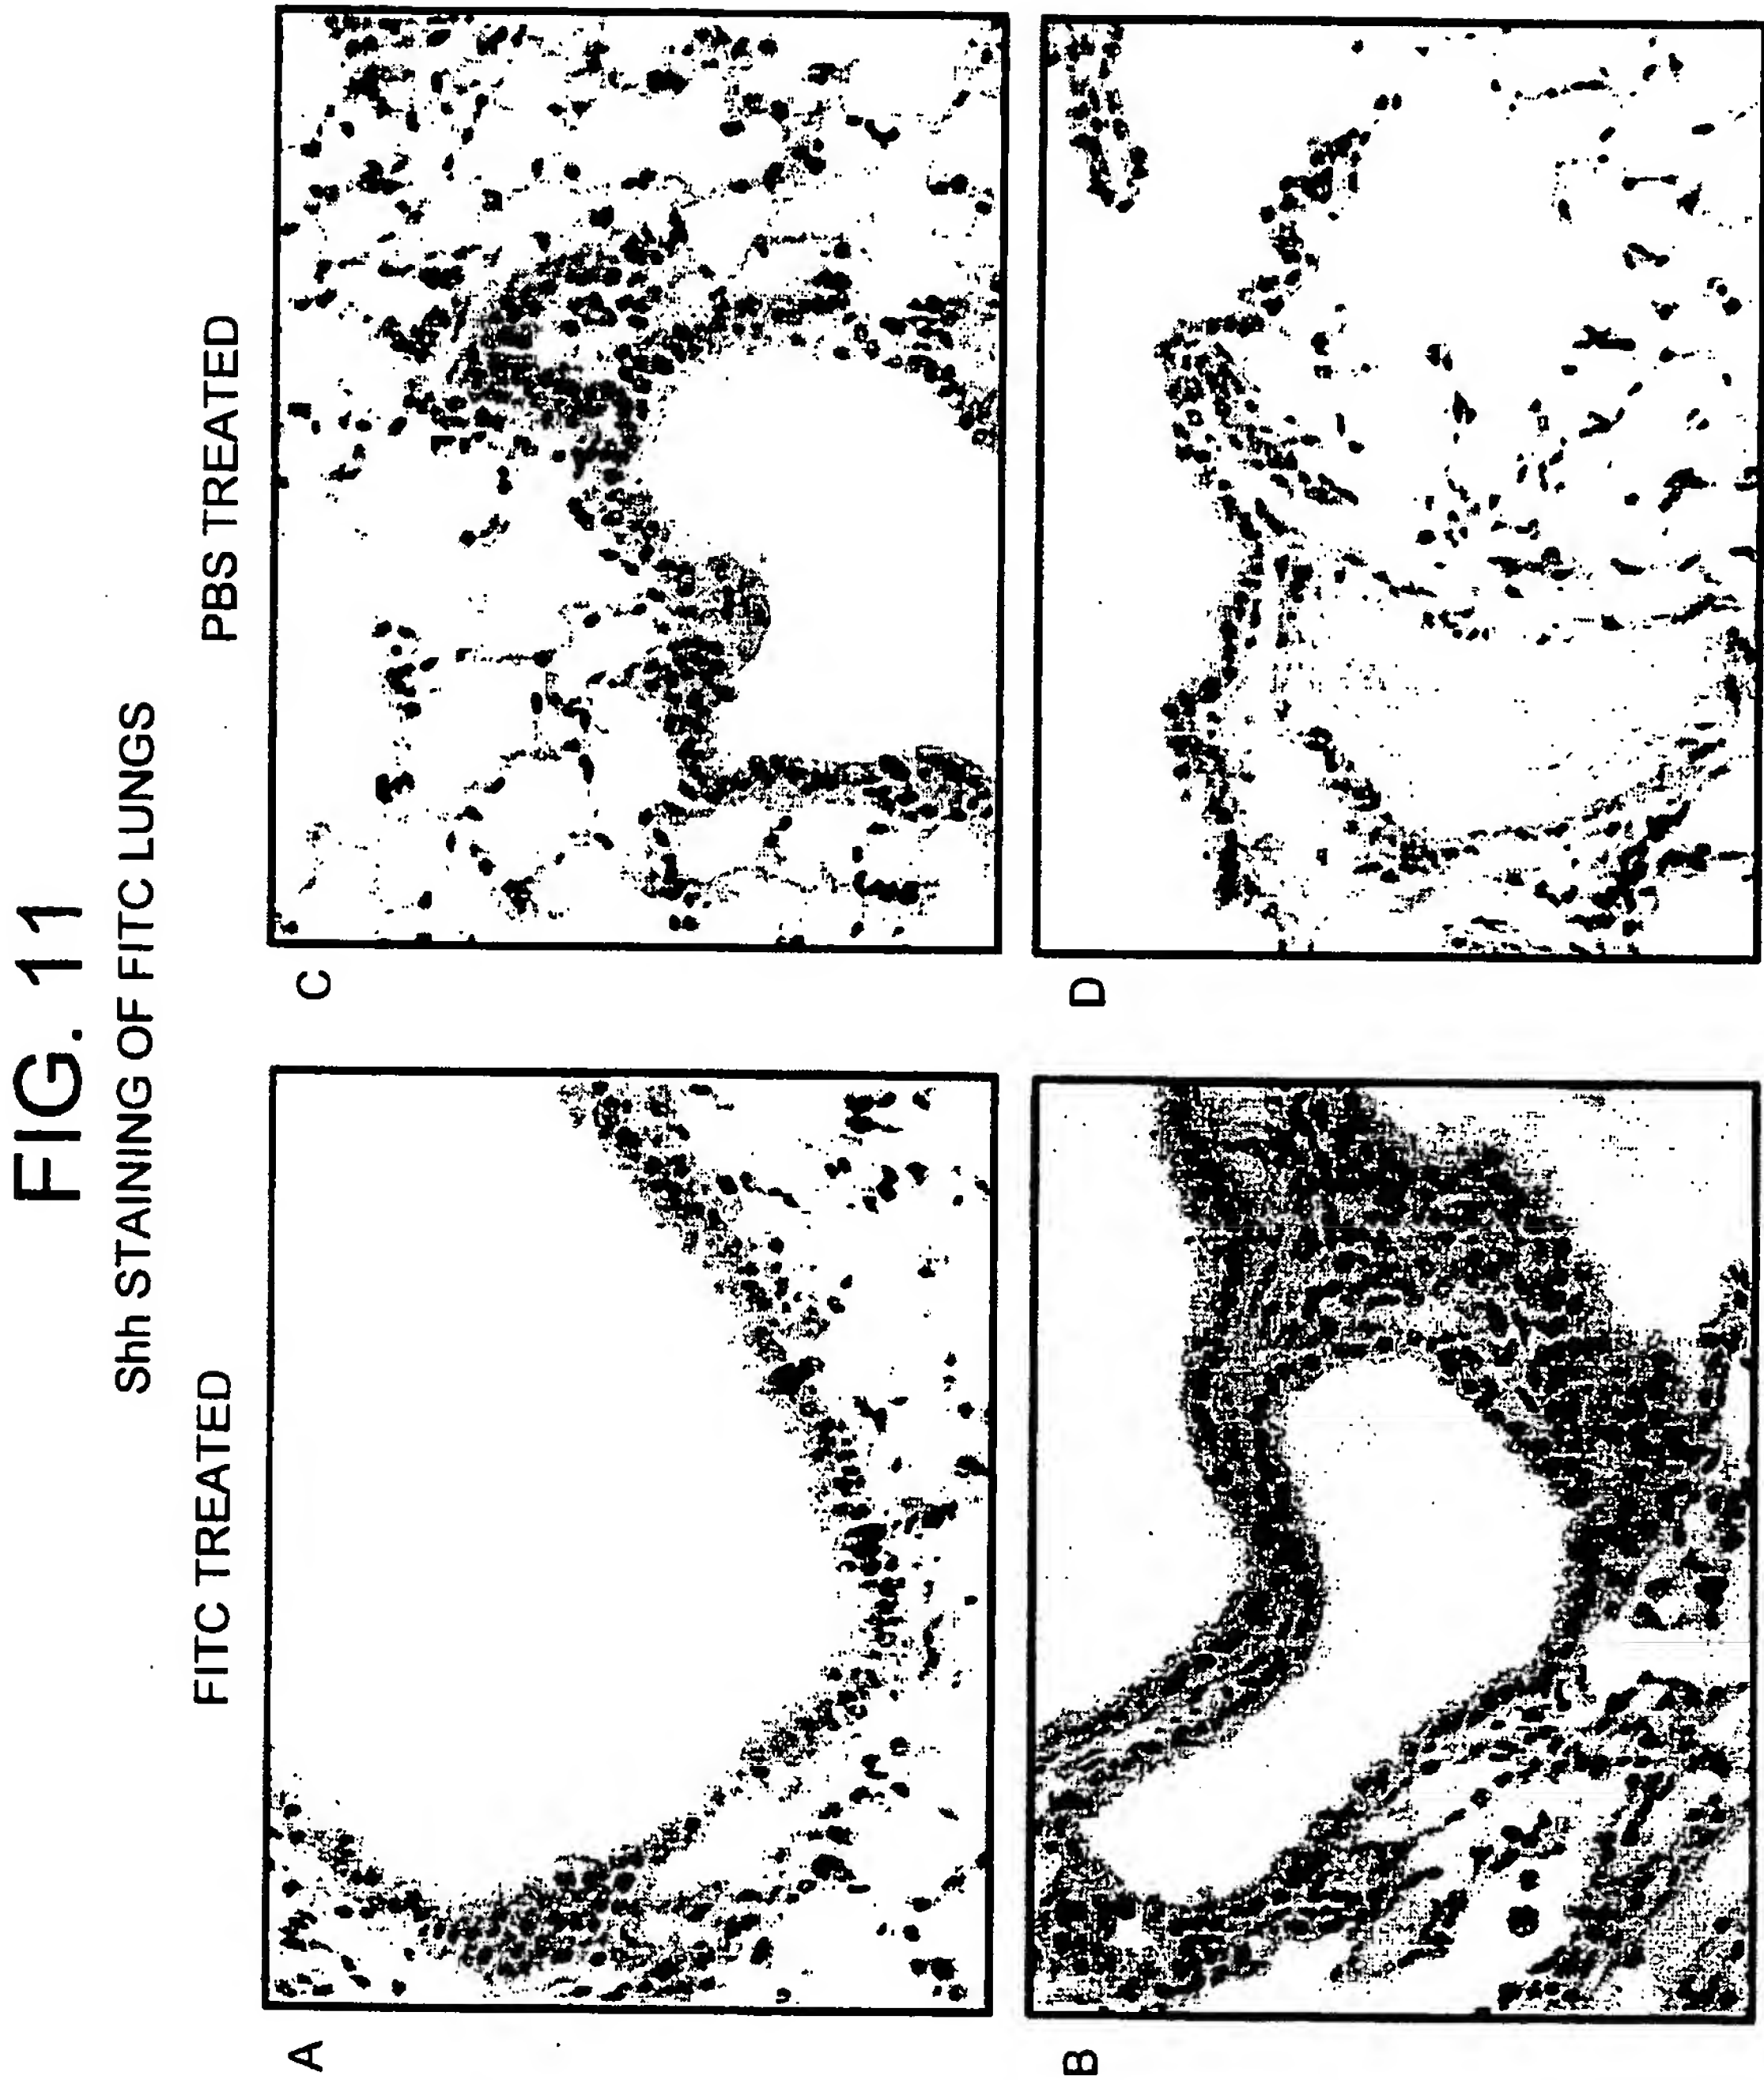 FIG. 11
Shh STAINING OF FITC LUNGS
FITC TREATED
PBS TREATED
A
C
B
D